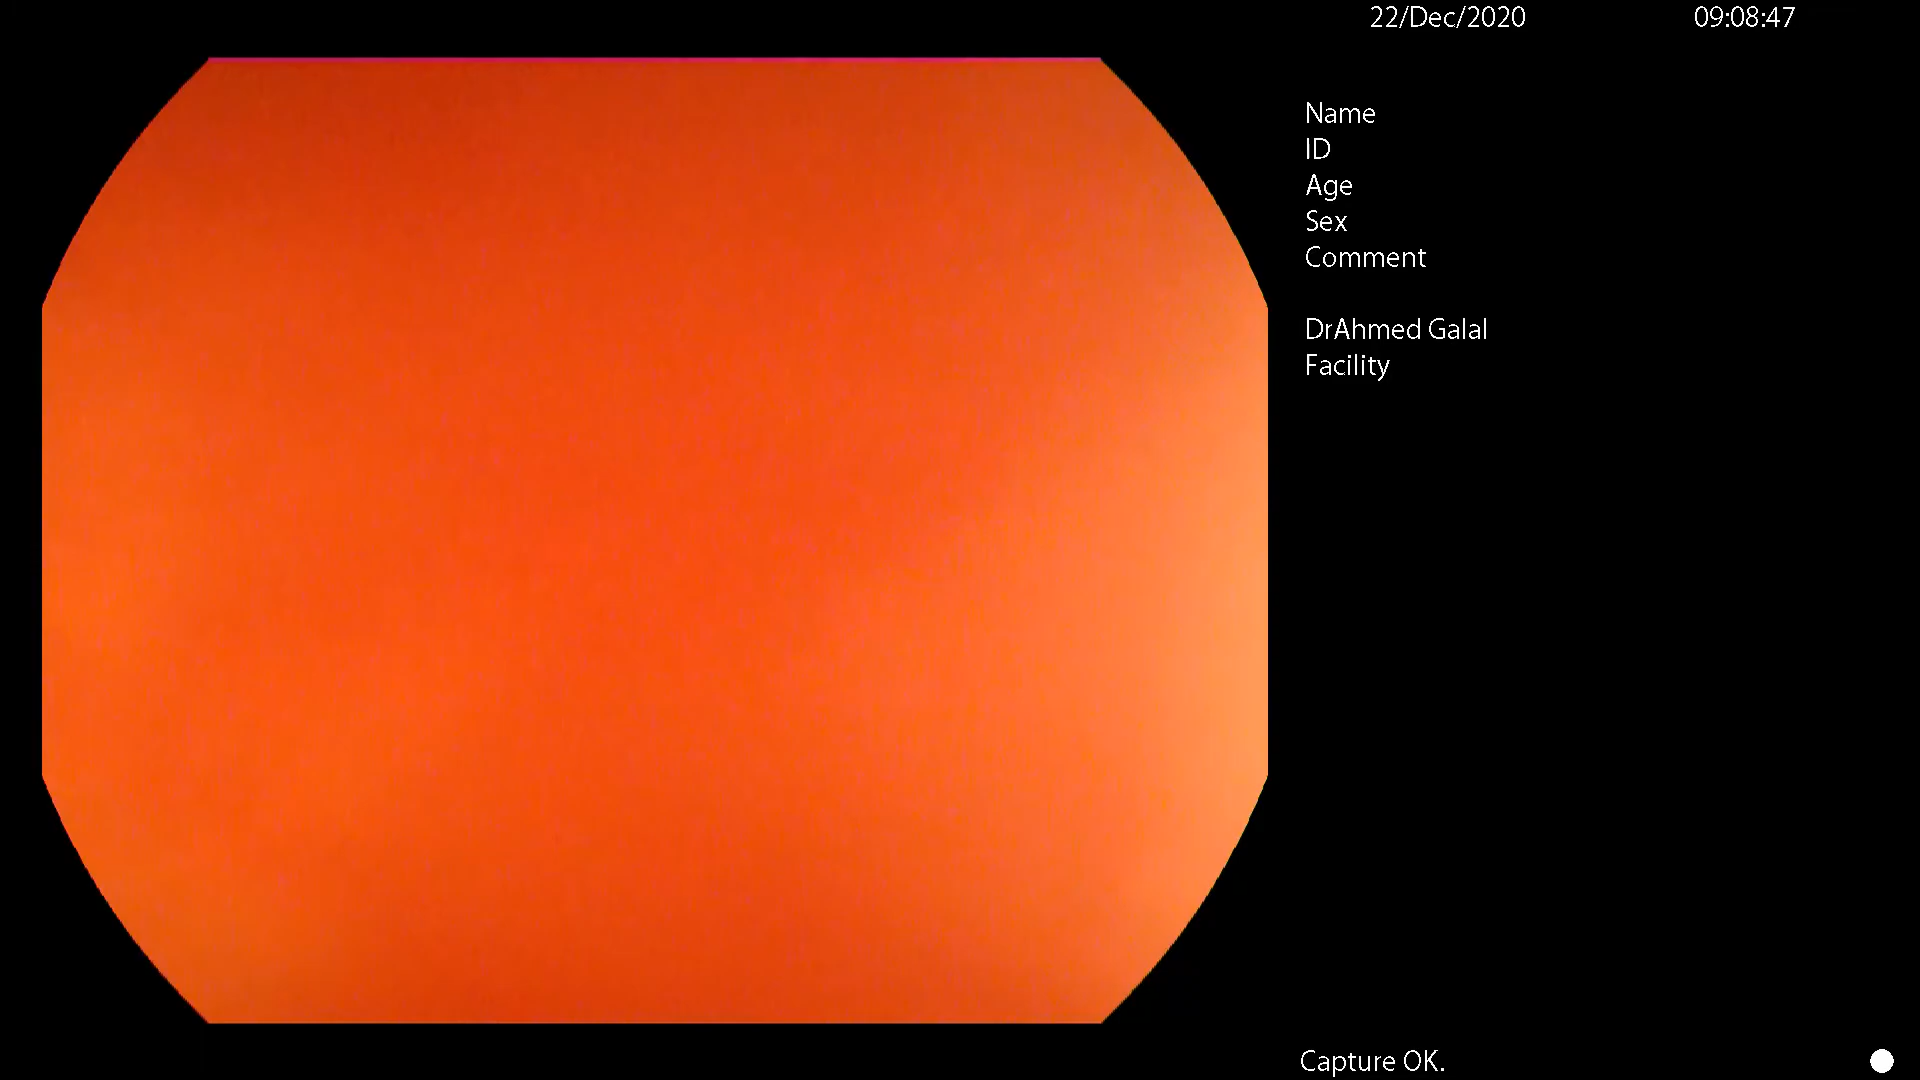 22/Dec/2020 09:08:47
Name
ID
Age
Sex
Comment
DrAhmed Galal
Facility
Capture OK.